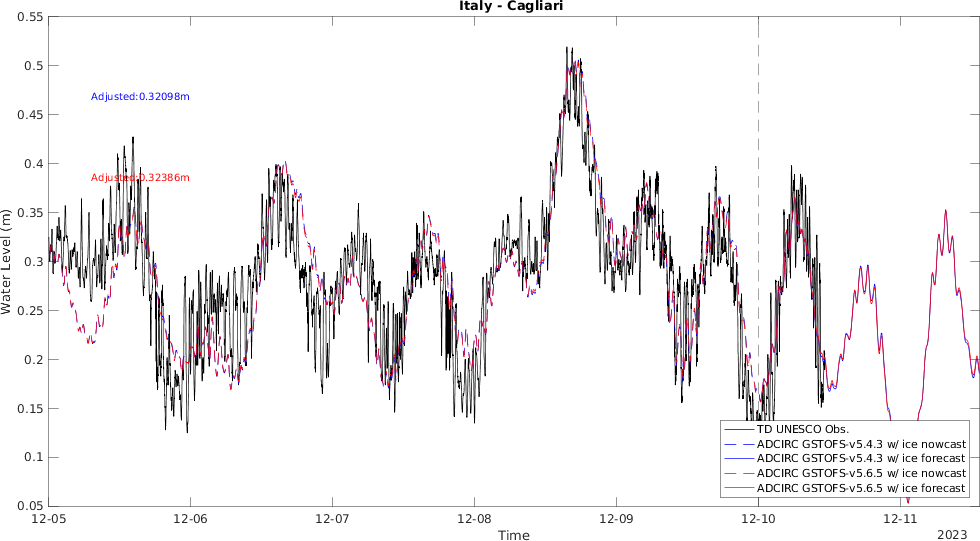 Italy - Cagliari
0.55
0.5
0.45
0.4
0.35
0.3
0.25
0.2
0.15
0.1
0.05
Water Level (m)
Adjusted:0.32098m
Adjusted:0.32386m
TD UNESCO Obs.
ADCIRC GSTOFS-v5.4.3 w/ ice nowcast
ADCIRC GSTOFS-v5.4.3 w/ ice forecast
ADCIRC GSTOFS-v5.6.5 w/ ice nowcast
ADCIRC GSTOFS-v5.6.5 w/ ice forecast
12-05 12-06 12-07 12-08 12-09 12-10 12-11
Time
2023